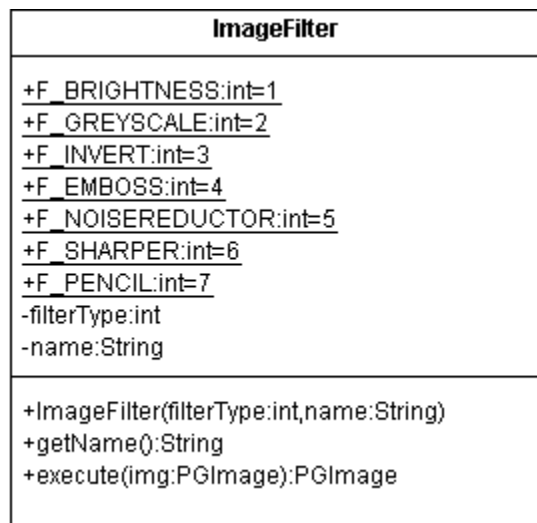 ImageFilter
+F_BRIGHTNESS:int=1
+F_GREYSCALE:int=2
+F_INVERT:int=3
+F_EMBOSS:int=4
+F_NOISEREDUCTOR:int=5
+F_SHARPER:int=6
+F_PENCIL:int=7
-filterType:int
-name:String
+ImageFilter(filterType:int,name:String)
+getName():String
+execute(img:PGImage):PGImage